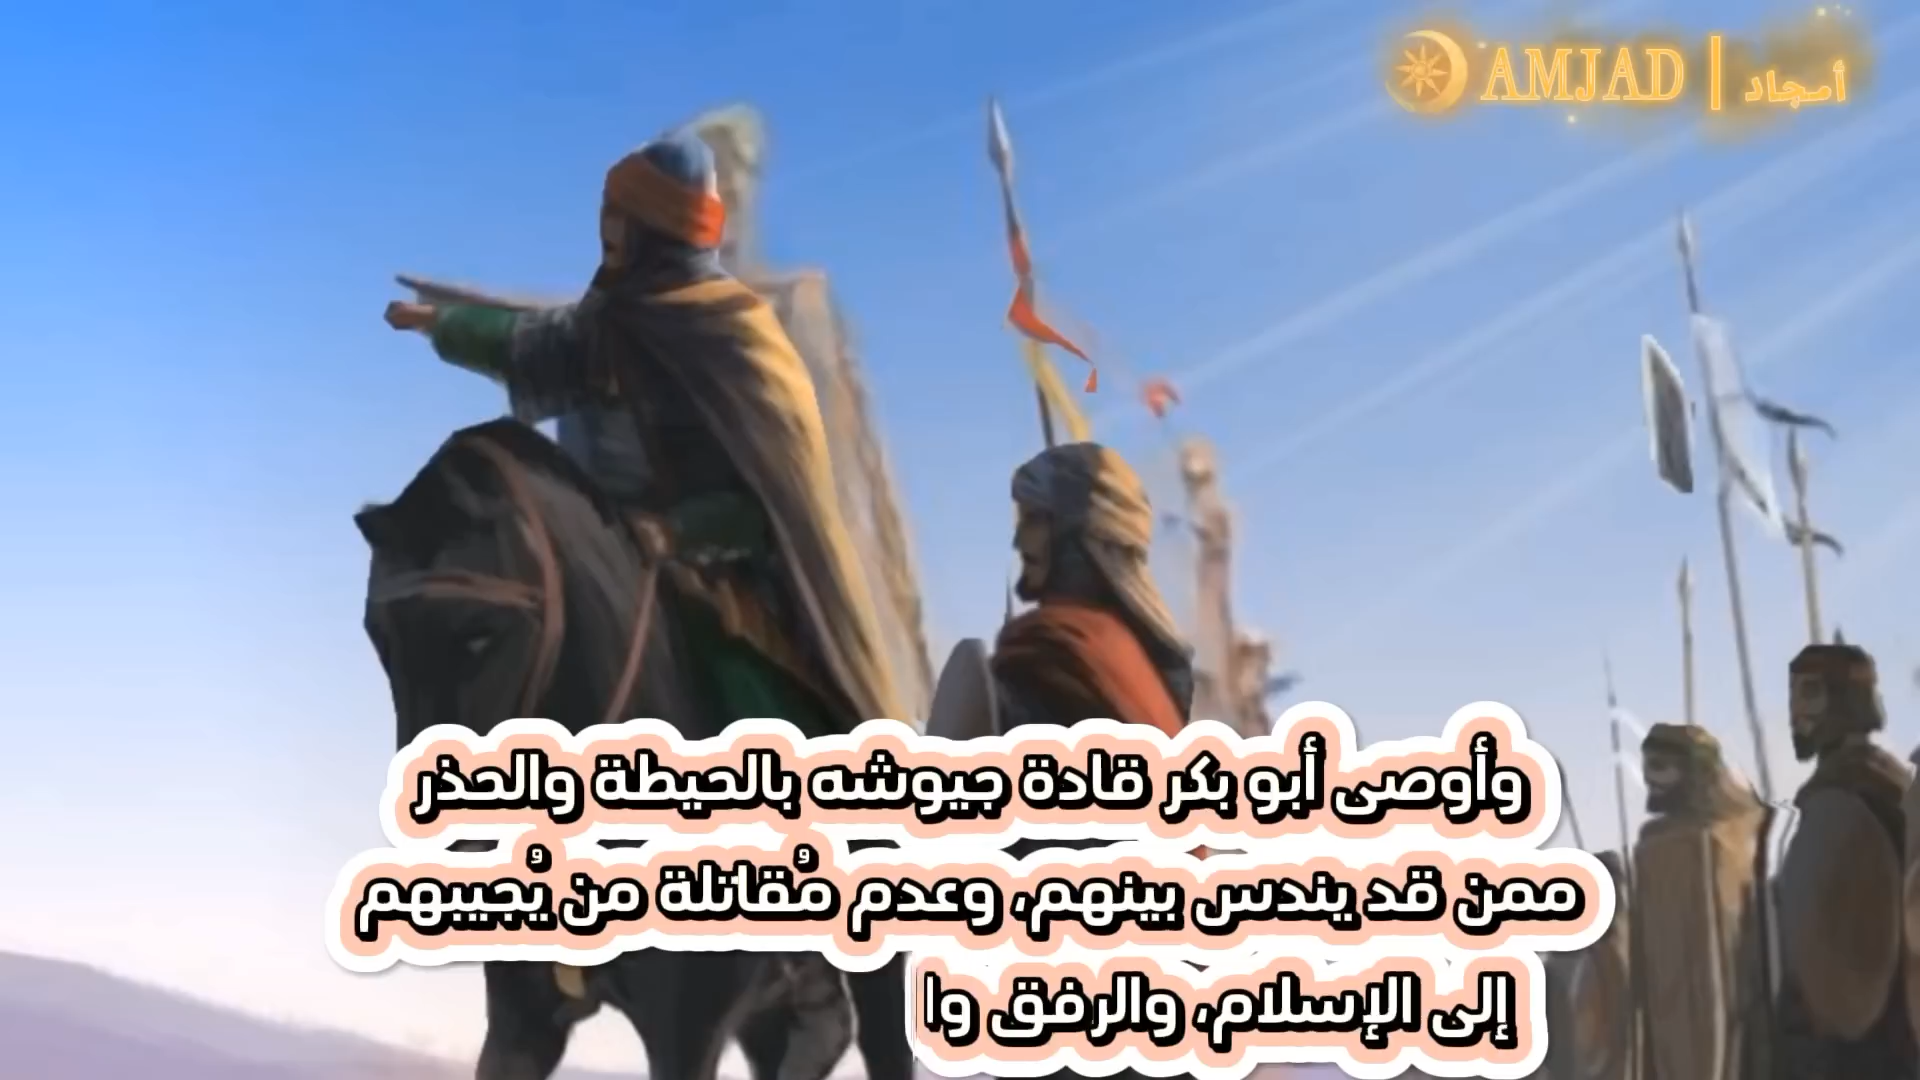 AMJAD | أمجاد
وأوصى أبو بكر قادة جيوشه بالحيطة والحذر
ممن قد يندس بينهم، وعدم مُقاتلة من يُجيبهم
إلى الإسلام، والرفق وا